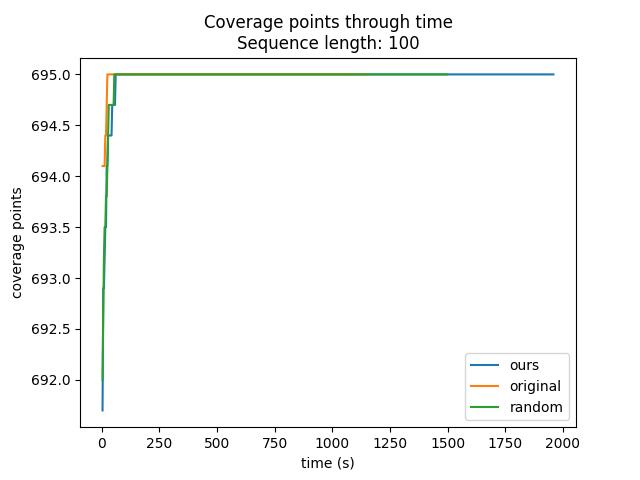 Coverage points through time
Sequence length: 100
695.0
694.5
694.0
693.5
693.0
692.5
692.0
coverage points
ours
original
random
0
250
500
750
1000
1250
1500
1750
2000
time (s)